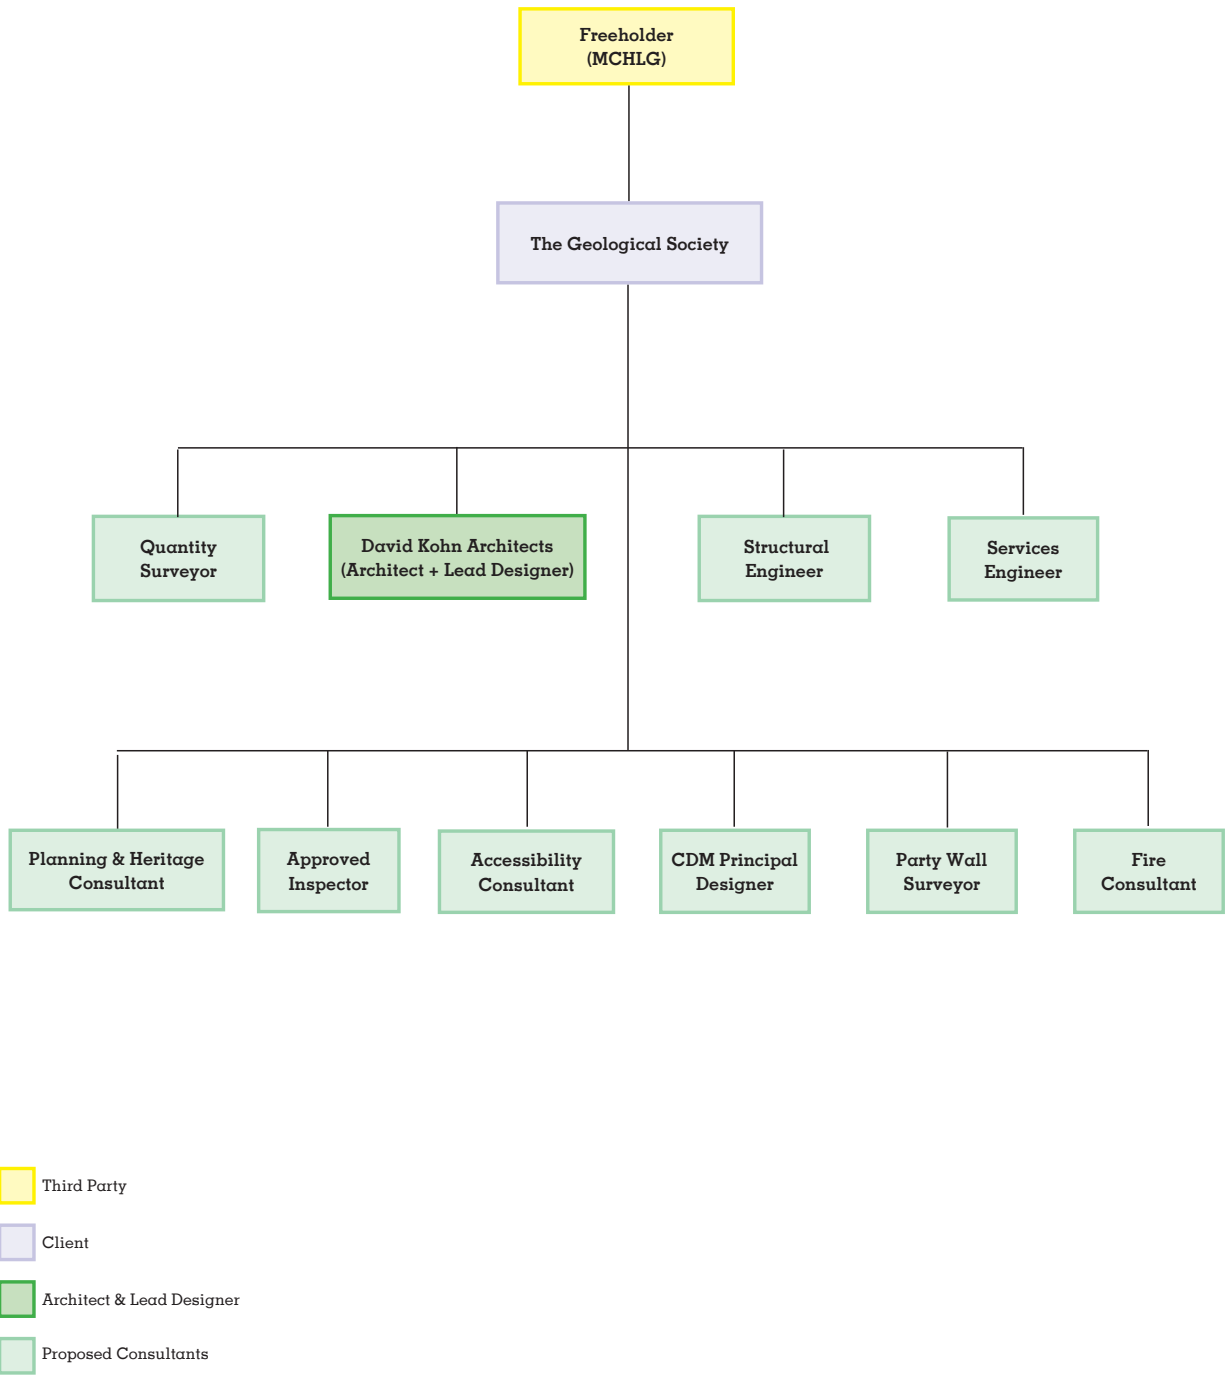 Freeholder
(MCHLG)
The Geological Society
Quantity
Surveyor
David Kohn Architects
(Architect + Lead Designer)
Structural
Engineer
Services
Engineer
Planning & Heritage
Consultant
Approved
Inspector
Accessibility
Consultant
CDM Principal
Designer
Party Wall
Surveyor
Fire
Consultant
Third Party
Client
Architect & Lead Designer
Proposed Consultants